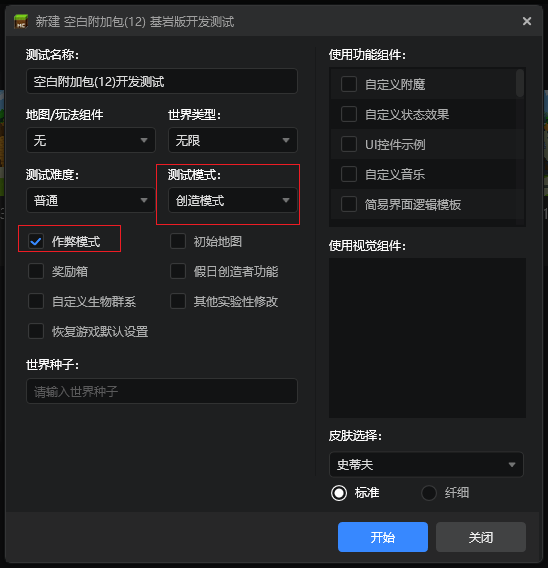 新建 空白附加包(12) 基岩版开发测试
测试名称:
空白附加包(12)开发测试
地图/玩法组件
世界类型:
无
无限
测试难度:
测试模式:
普通
创造模式
作弊模式
初始地图
奖励箱
假日创造者功能
自定义生物群系
其他实验性修改
恢复游戏默认设置
世界种子:
请输入世界种子
使用功能组件:
自定义附魔
自定义状态效果
UI控件示例
自定义音乐
简易界面逻辑模板
使用视觉组件:
皮肤选择:
史蒂夫
标准
纤细
开始
关闭